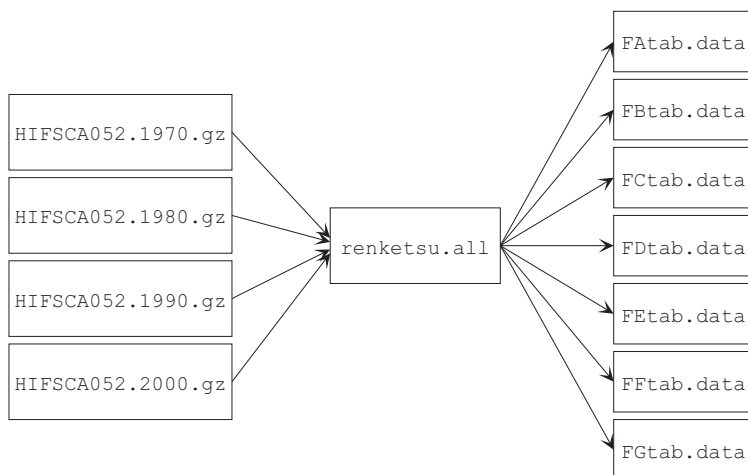 HIFSCA052.1970.gz
HIFSCA052.1980.gz
HIFSCA052.1990.gz
HIFSCA052.2000.gz
renketsu.all
FAtab.data
FBtab.data
FCtab.data
FDtab.data
FEtab.data
FFtab.data
FGtab.data